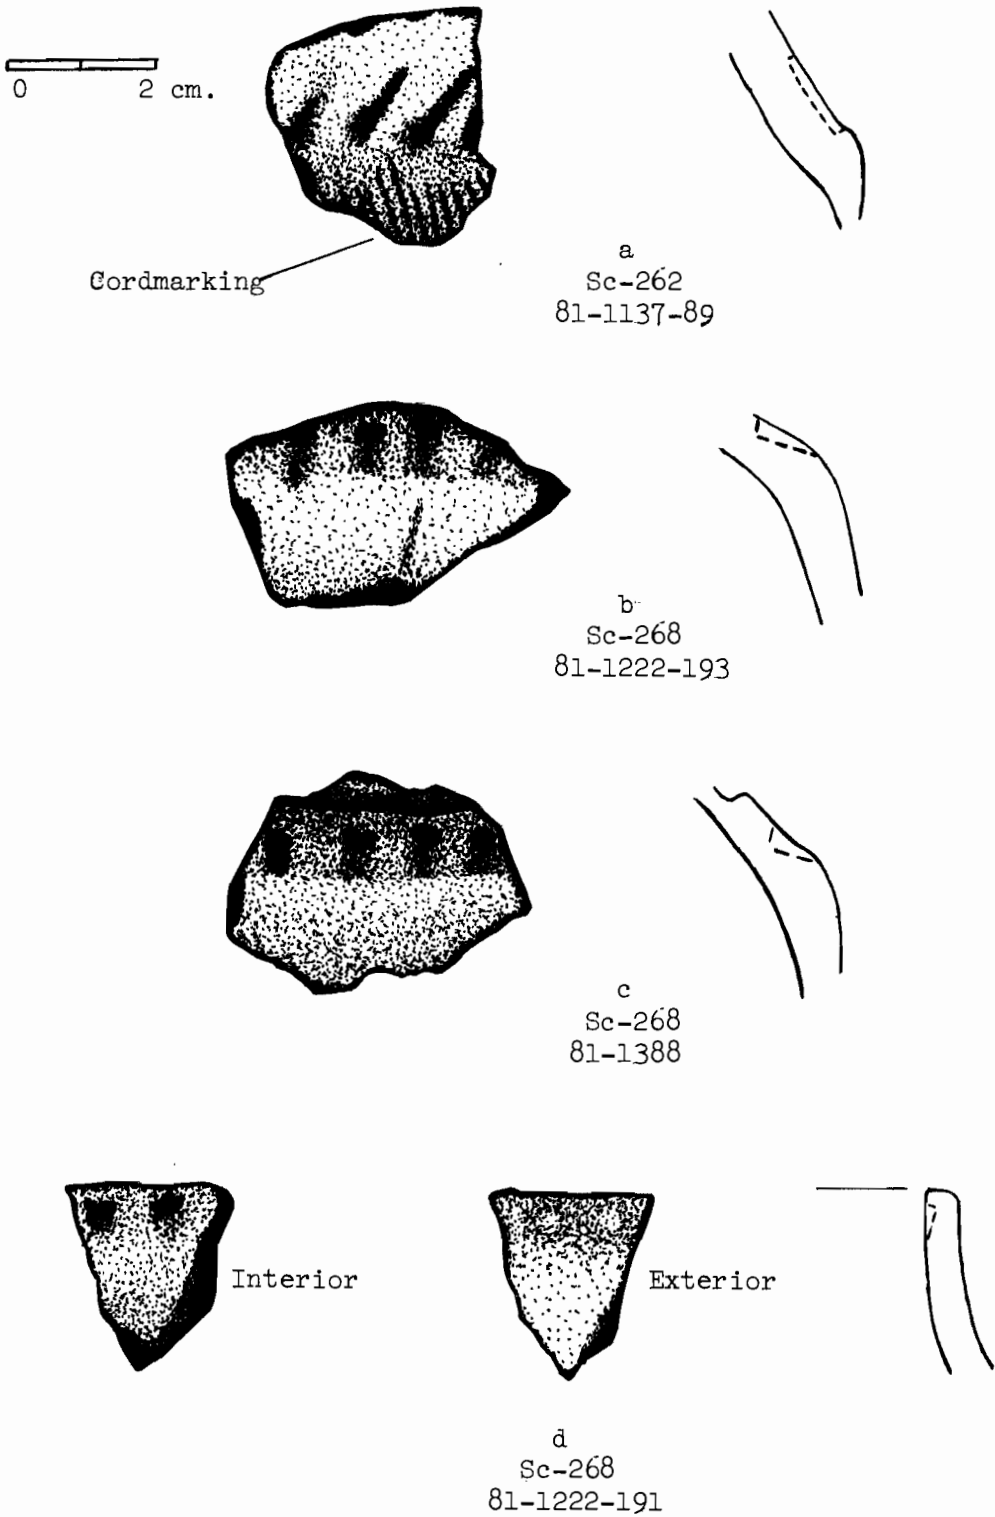 0 2 cm.
Cordmarking
a
Sc-262
81-1137-89
b
Sc-268
81-1222-193
c
Sc-268
81-1388
Interior
Exterior
d
Sc-268
81-1222-191